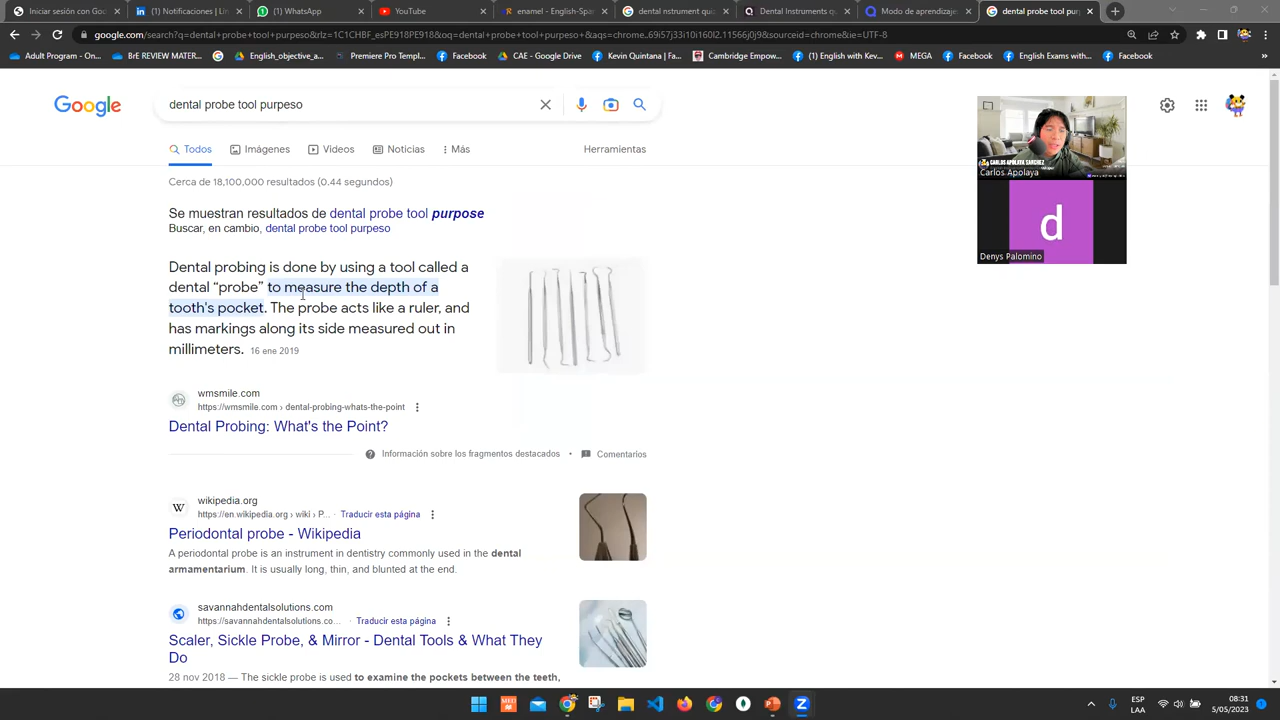 Iniciar sesión con Goo
(1) Notificaciones | Lin
(1) WhatsApp
YouTube
enamel - English-Span
dental nstrument que
Dental Instruments qu
Modo de aprendizaje
dental probe tool pur
google.com/search?q=dental+probe+tool+purpeso&rlz=1C1CHBF_esPE918PE918&oq=dental+probe+tool+purpeso+&aqs=chrome..69i57j33i10i160l2.11566j0j9&sourceid=chrome&ie=UTF-8
Adult Program - On...
BrE REVIEW MATER...
English_objective_a...
Premiere Pro Templ...
Facebook
CAE - Google Drive
Kevin Quintana | Fa...
Cambridge Empow...
(1) English with Kev...
MEGA
Facebook
English Exams with...
Facebook
»
Google
dental probe tool purpeso
Todos
Imágenes
Videos
Noticias
Más
Herramientas
Cerca de 18,100,000 resultados (0.44 segundos)
Se muestran resultados de dental probe tool purpose
Buscar, en cambio, dental probe tool purpeso
Dental probing is done by using a tool called a
dental “probe” to measure the depth of a
tooth's pocket. The probe acts like a ruler, and
has markings along its side measured out in
millimeters. 16 ene 2019
wmsmile.com
https://wmsmile.com › dental-probing-whats-the-point
Dental Probing: What's the Point?
Información sobre los fragmentos destacados • Comentarios
W
wikipedia.org
https://en.wikipedia.org › wiki › P... · Traducir esta página
Periodontal probe - Wikipedia
A periodontal probe is an instrument in dentistry commonly used in the dental
armamentarium. It is usually long, thin, and blunted at the end.
savannahdentalsolutions.com
https://savannahdentalsolutions.co... · Traducir esta página
Scaler, Sickle Probe, & Mirror - Dental Tools & What They
Do
28 nov 2018 — The sickle probe is used to examine the pockets between the teeth,
CARLOS APOLAYA SANCHEZ
Carlos Apolaya
d
Denys Palomino
ESP
LAA
08:31
5/05/2023